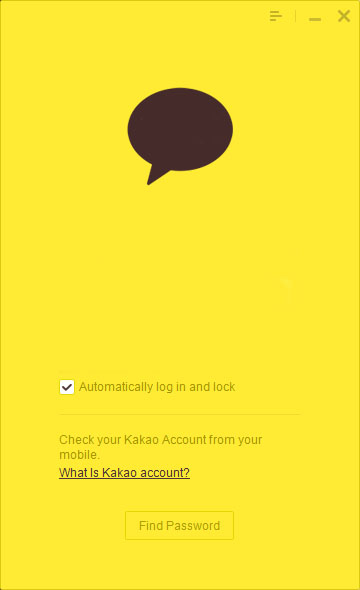 Automatically log in and lock
Check your Kakao Account from your
mobile.
What Is Kakao account?
Find Password